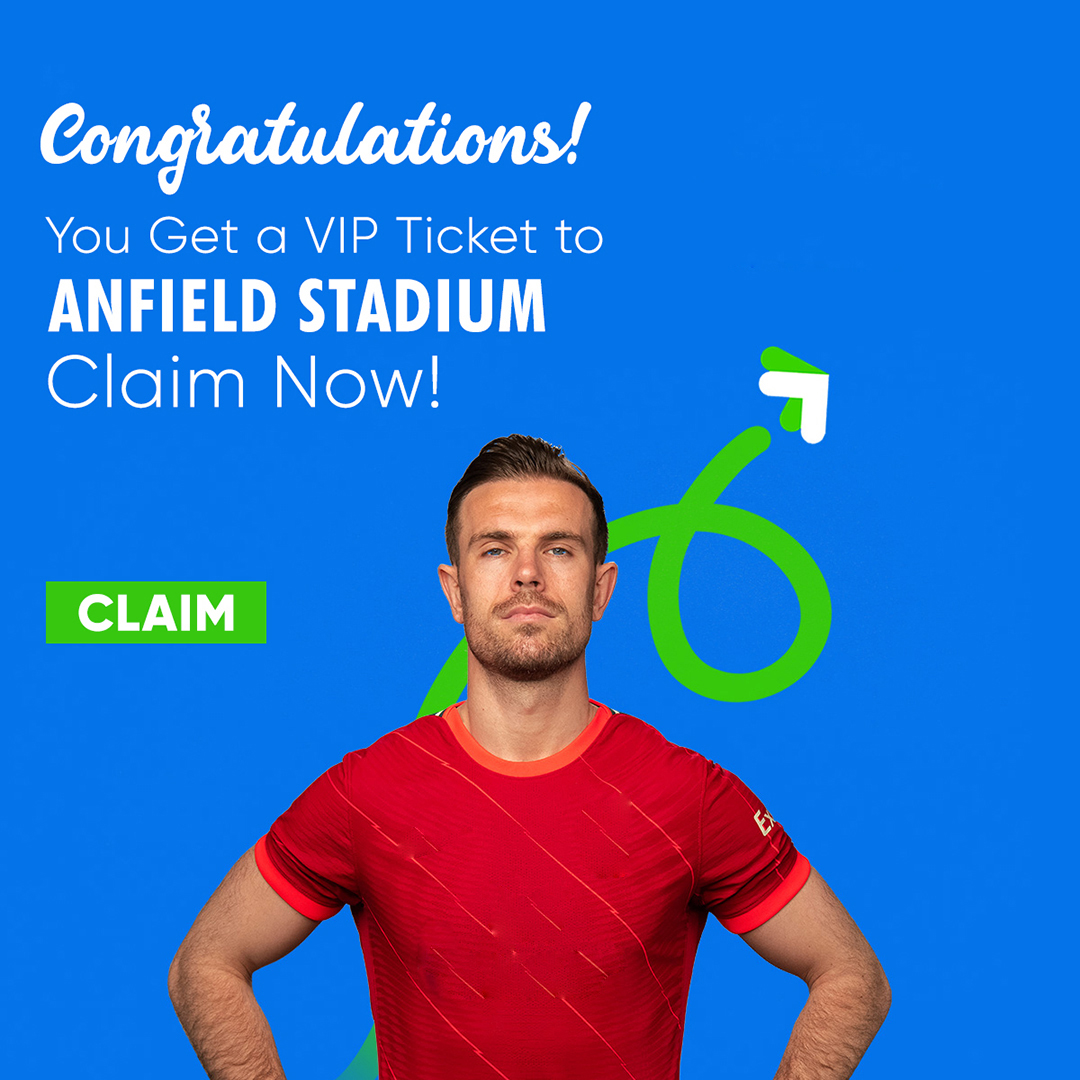 Congratulations!
You Get a VIP Ticket to
ANFIELD STADIUM
Claim Now!
CLAIM